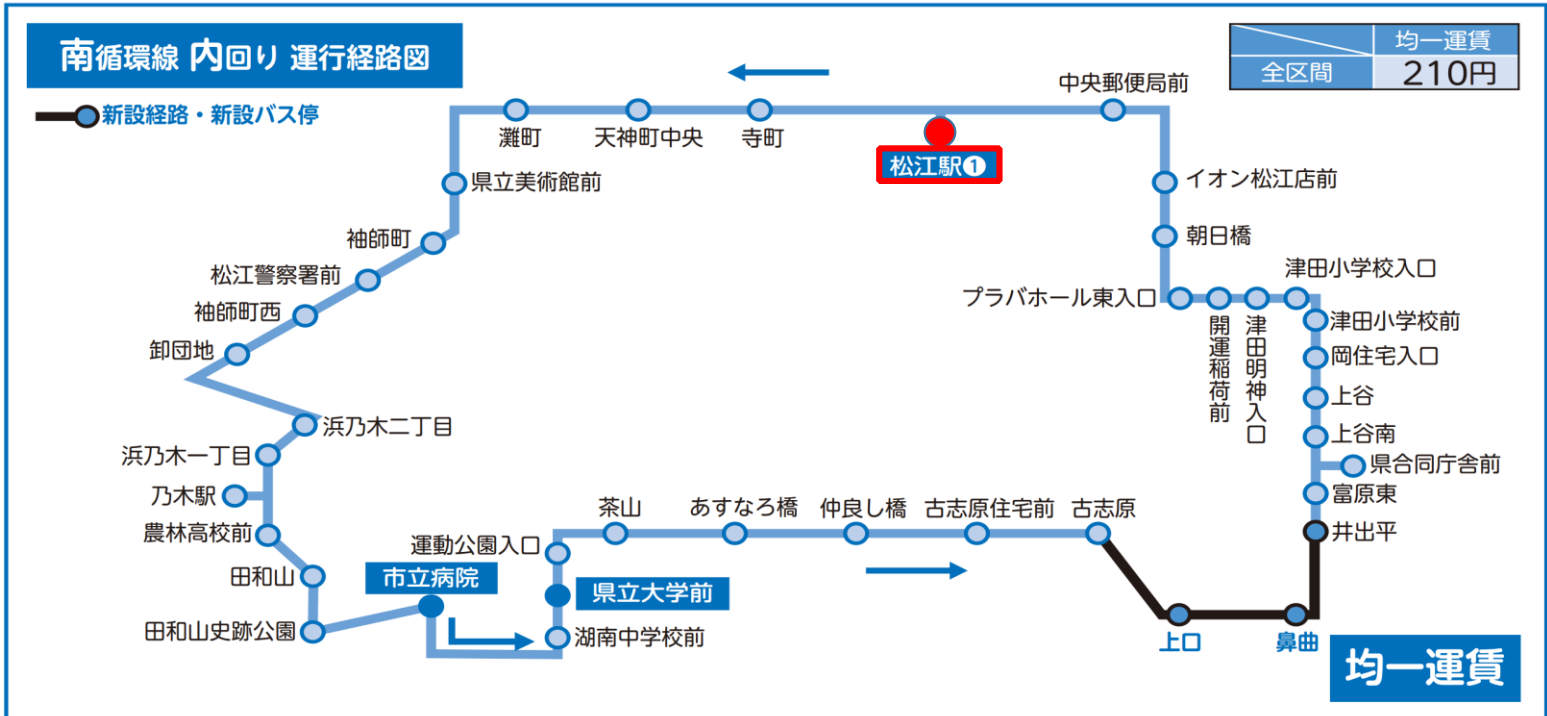 南循環線 内回り 運行経路図
新設経路・新設バス停
均一運賃
全区間 210円
中央郵便局前
灘町
天神町中央
寺町
松江駅❶
県立美術館前
イオン松江店前
袖師町
朝日橋
松江警察署前
津田小学校入口
袖師町西
プラバホール東入口
開運稲荷前
津田明神入口
津田小学校前
卸団地
岡住宅入口
上谷
浜乃木二丁目
上谷南
浜乃木一丁目
県合同庁舎前
乃木駅
富原東
農林高校前
茶山
あすなろ橋
仲良し橋
古志原住宅前
古志原
井出平
運動公園入口
田和山
市立病院
県立大学前
田和山史跡公園
湖南中学校前
上口
鼻曲
均一運賃